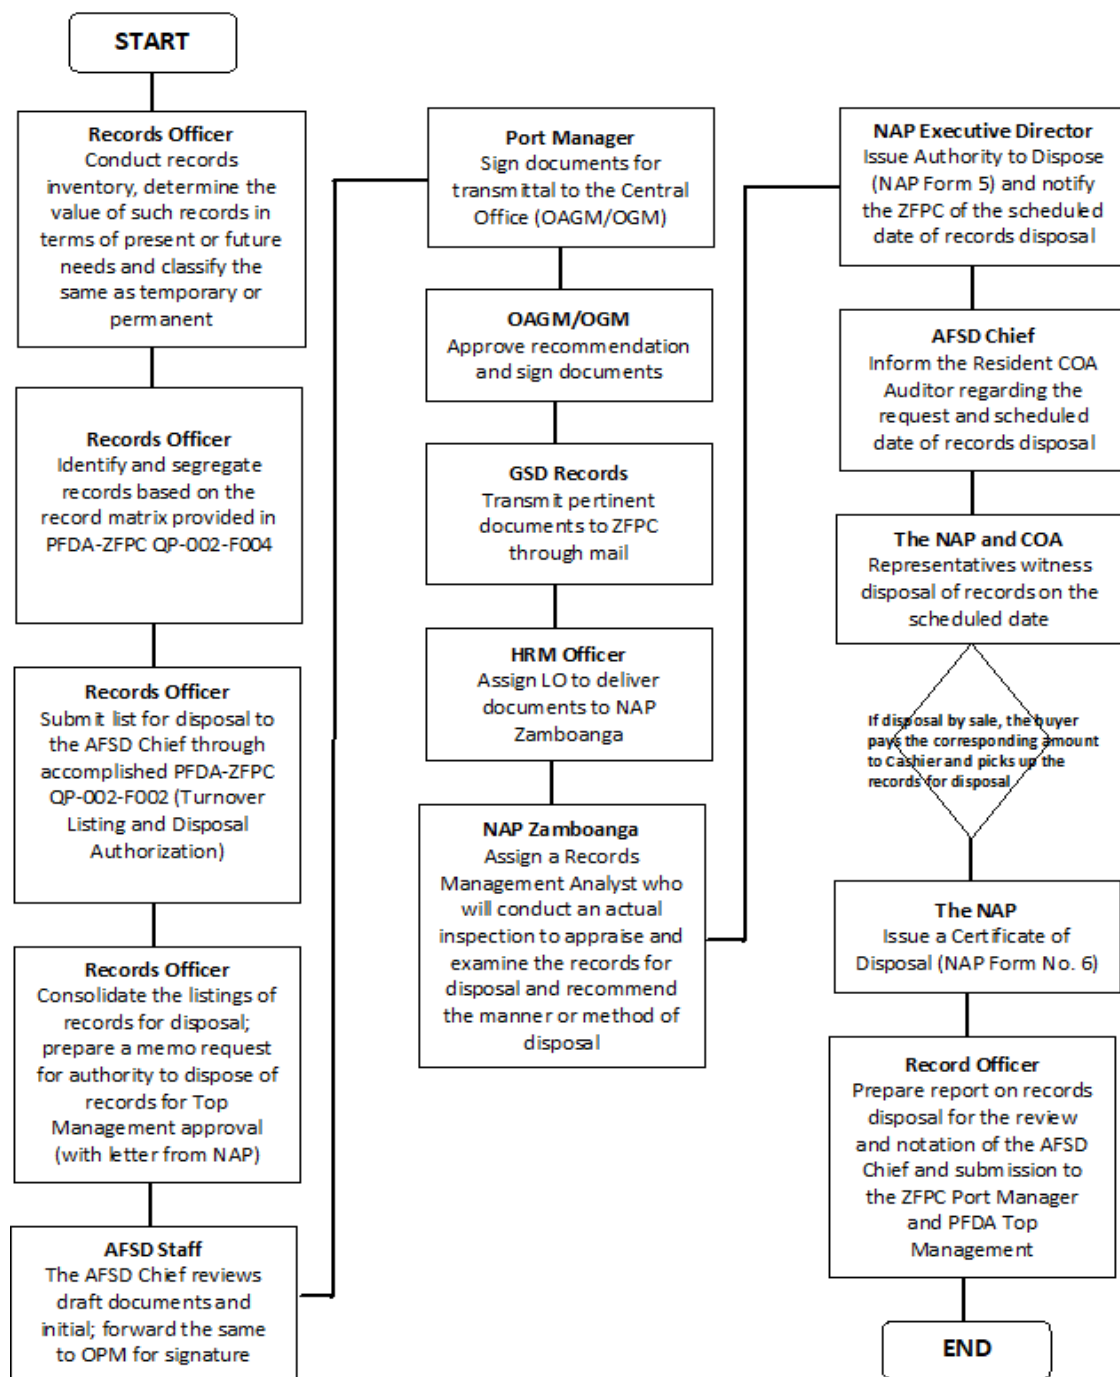 START
Records Officer
Conduct records
inventory, determine the
value of such records in
terms of present or future
needs and classify the
same as temporary or
permanent
Records Officer
Identify and segregate
records based on the
record matrix provided in
PFDA-ZFPC QP-002-F004
Records Officer
Submit list for disposal to
the AFSD Chief through
accomplished PFDA-ZFPC
QP-002-F002 (Turnover
Listing and Disposal
Authorization)
Records Officer
Consolidate the listings of
records for disposal;
prepare a memo request
for authority to dispose of
records for Top
Management approval
(with letter from NAP)
AFSD Staff
The AFSD Chief reviews
draft documents and
initial; forward the same
to OPM for signature
Port Manager
Sign documents for
transmittal to the Central
Office (OAGM/OGM)
OAGM/OGM
Approve recommendation
and sign documents
GSD Records
Transmit pertinent
documents to ZFPC
through mail
HRM Officer
Assign LO to deliver
documents to NAP
Zamboanga
NAP Zamboanga
Assign a Records
Management Analyst who
will conduct an actual
inspection to appraise and
examine the records for
disposal and recommend
the manner or method of
disposal
NAP Executive Director
Issue Authority to Dispose
(NAP Form 5) and notify
the ZFPC of the scheduled
date of records disposal
AFSD Chief
Inform the Resident COA
Auditor regarding the
request and scheduled
date of records disposal
The NAP and COA
Representatives witness
disposal of records on the
scheduled date
If disposal by sale, the buyer
pays the corresponding amount
to Cashier and picks up the
records for disposal
The NAP
Issue a Certificate of
Disposal (NAP Form No. 6)
Record Officer
Prepare report on records
disposal for the review
and notation of the AFSD
Chief and submission to
the ZFPC Port Manager
and PFDA Top
Management
END